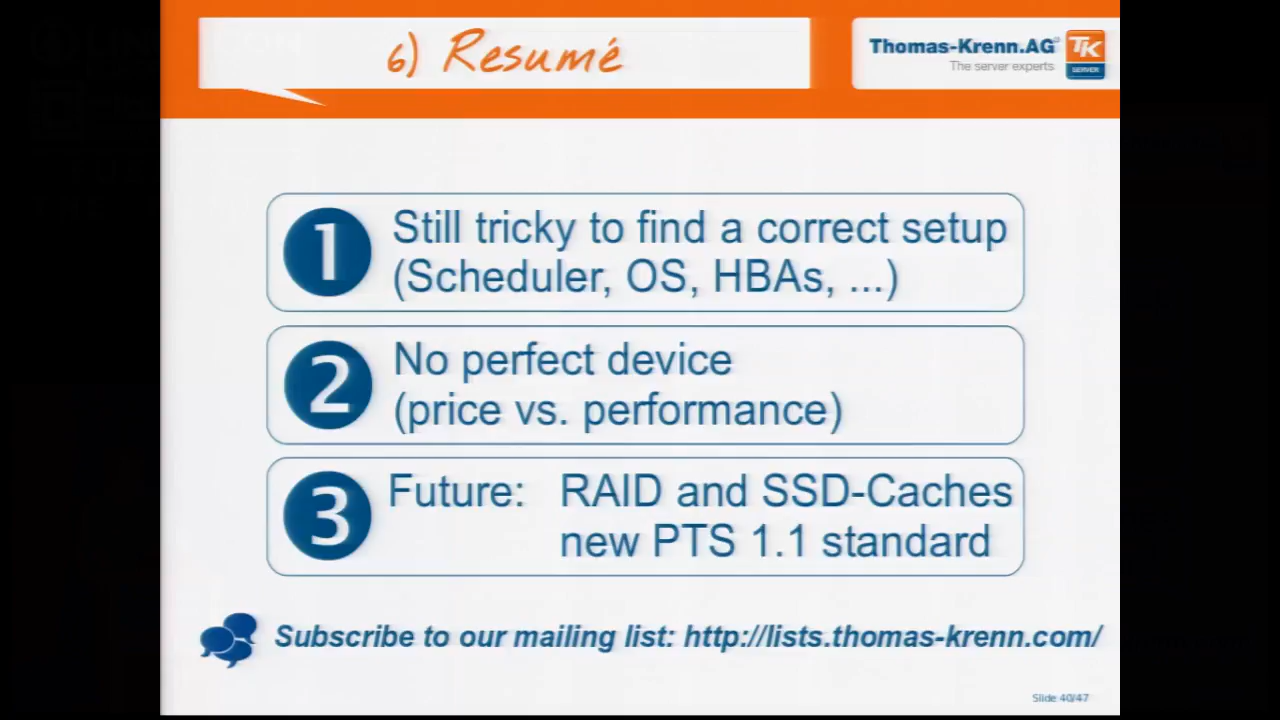 6) Resumé
Thomas-Krenn.AG®
The server experts
TK
SERVER
1 Still tricky to find a correct setup
(Scheduler, OS, HBAs, ...)
2 No perfect device
(price vs. performance)
3 Future: RAID and SSD-Caches
new PTS 1.1 standard
Subscribe to our mailing list: http://lists.thomas-krenn.com/
Slide 40/47